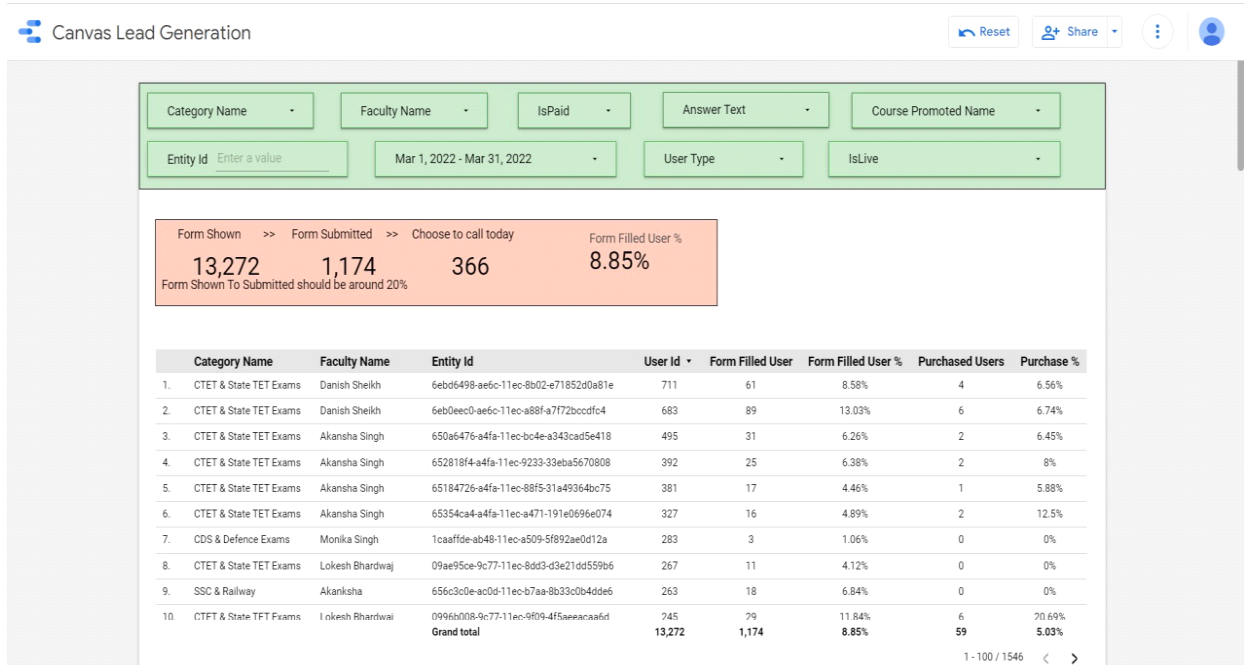 Canvas Lead Generation
Reset
Share
Category Name
Faculty Name
IsPaid
Answer Text
Course Promoted Name
Entity Id Enter a value
Mar 1, 2022 - Mar 31, 2022
User Type
IsLive
Form Shown >> Form Submitted >> Choose to call today
Form Filled User %
13,272 1,174 366 8.85%
Form Shown To Submitted should be around 20%
Category Name Faculty Name Entity Id User Id Form Filled User Form Filled User % Purchased Users Purchase %
1. CTET & State TET Exams Danish Sheikh 6ebd6498-ae6c-11ec-8b02-e71852d0a81e 711 61 8.58% 4 6.56%
2. CTET & State TET Exams Danish Sheikh 6eb0eec0-ae6c-11ec-a88f-a7f72bccdfc4 683 89 13.03% 6 6.74%
3. CTET & State TET Exams Akansha Singh 650a6476-a4fa-11ec-bc4e-a343cad5e418 495 31 6.26% 2 6.45%
4. CTET & State TET Exams Akansha Singh 652818f4-a4fa-11ec-9233-33eba5670808 392 25 6.38% 2 8%
5. CTET & State TET Exams Akansha Singh 65184726-a4fa-11ec-88f5-31a49364bc75 381 17 4.46% 1 5.88%
6. CTET & State TET Exams Akansha Singh 65354ca4-a4fa-11ec-a471-191e0696e074 327 16 4.89% 2 12.5%
7. CDS & Defence Exams Monika Singh 1caaffde-ab48-11ec-a509-5f892ae0d12a 283 3 1.06% 0 0%
8. CTET & State TET Exams Lokesh Bhardwaj 09ae95ce-9c77-11ec-8dd3-d3e21dd559b6 267 11 4.12% 0 0%
9. SSC & Railway Akanksha 656c3c0e-ac0d-11ec-b7aa-8b33c0b4dde6 263 18 6.84% 0 0%
10. CTET & State TET Exams Lokesh Bhardwaj 0996b008-9c77-11ec-9f09-4f5aeeacaa6d 245 29 11.84% 6 20.69%
Grand total 13,272 1,174 8.85% 59 5.03%
1 - 100 / 1546